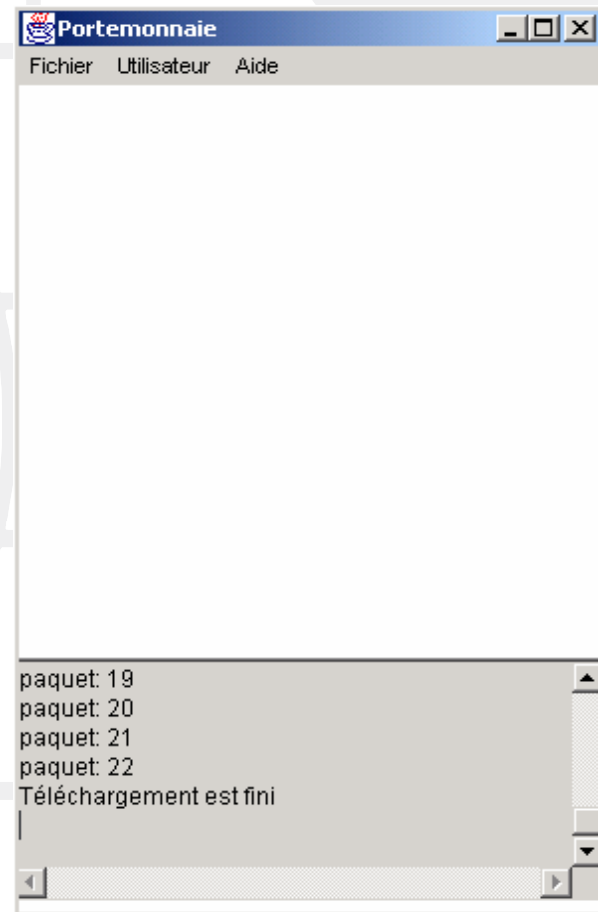 Portemonnaie
Fichier Utilisateur Aide
paquet: 19
paquet: 20
paquet: 21
paquet: 22
Téléchargement est fini